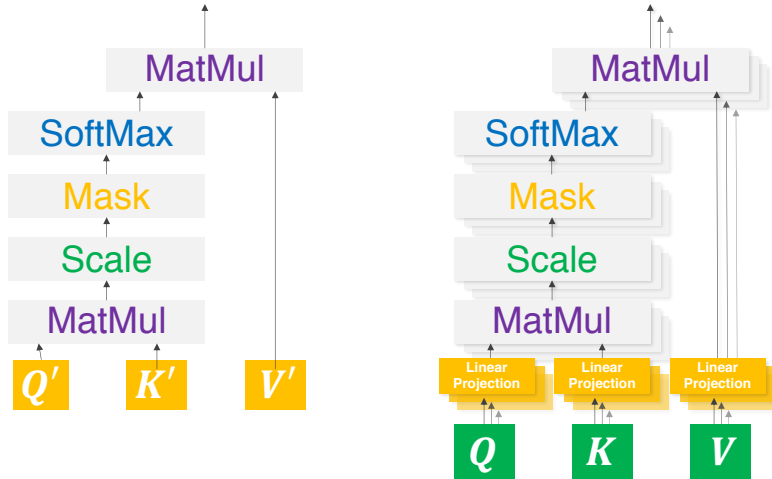 MatMul
SoftMax
Mask
Scale
MatMul
Q′ K′ V′
MatMul
SoftMax
Mask
Scale
MatMul
Linear Projection
Linear Projection
Linear Projection
Q K V